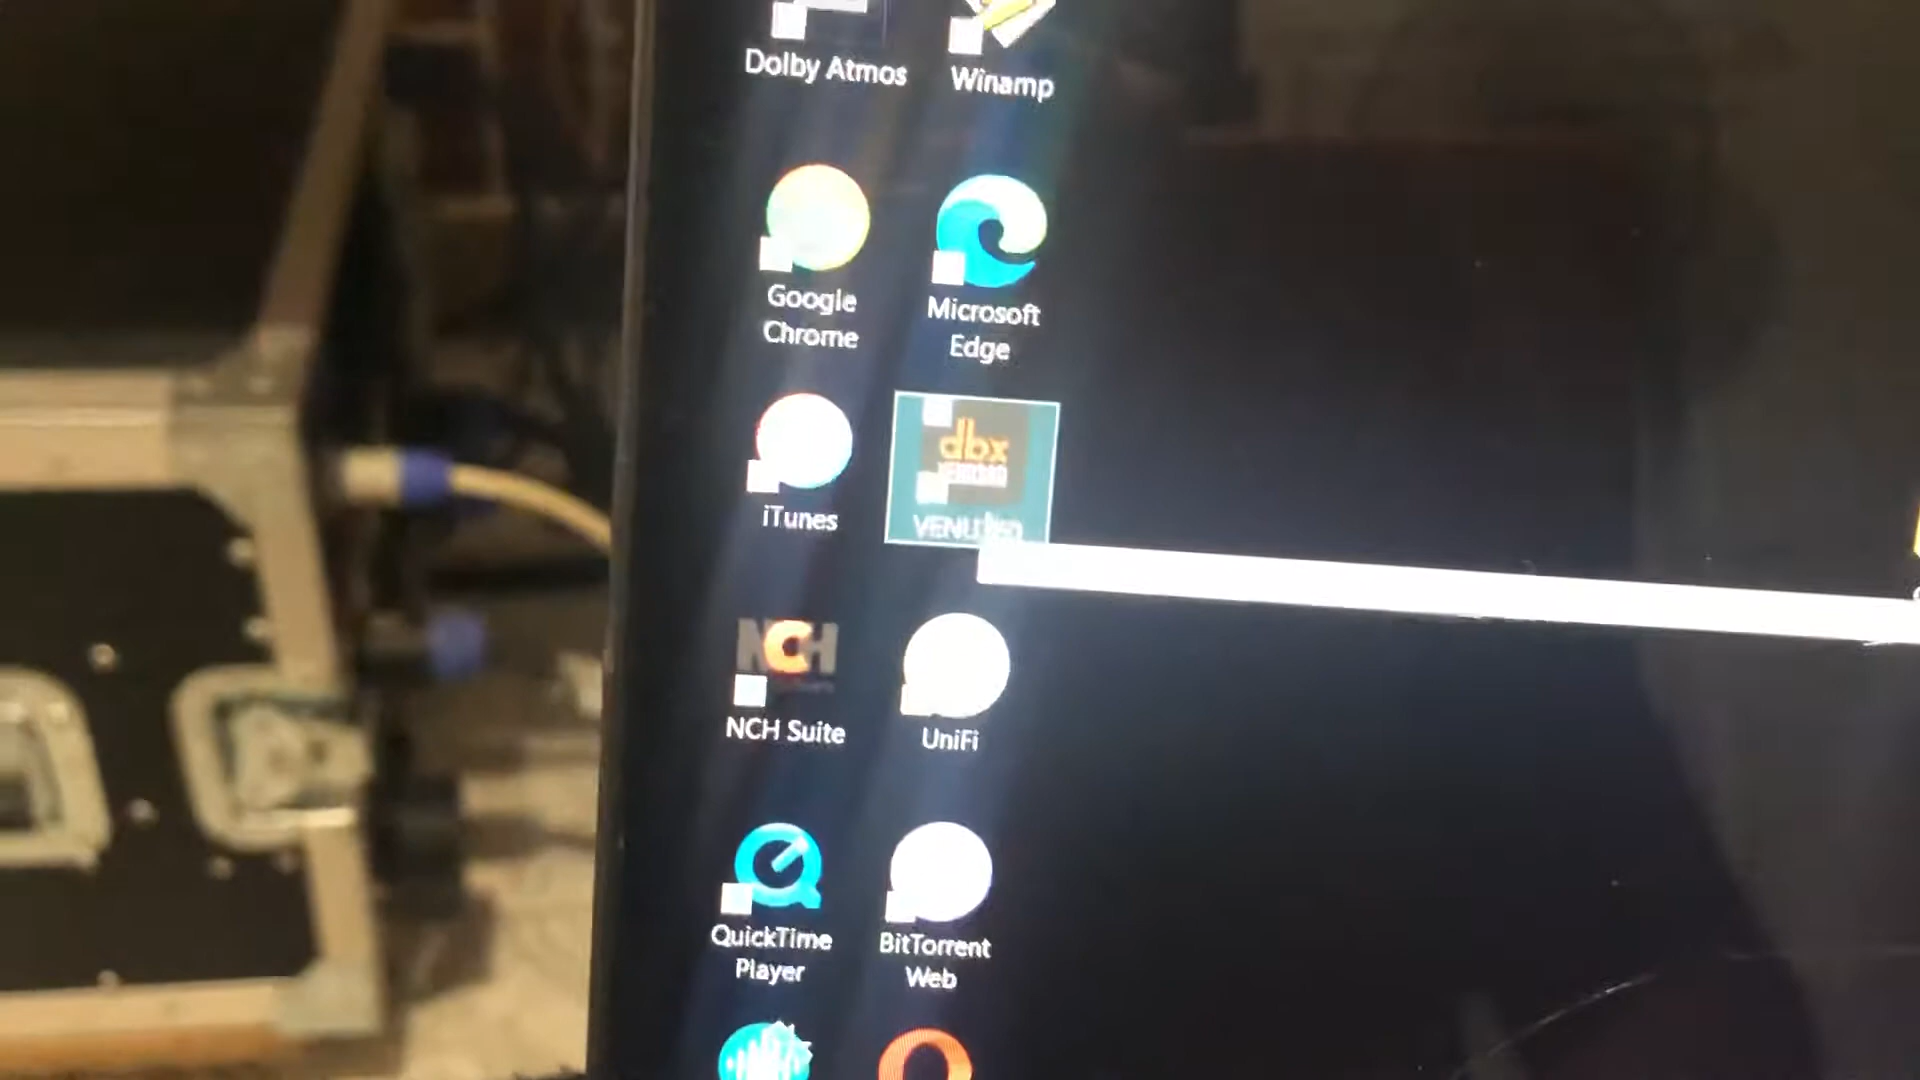 Dolby Atmos
Winamp
Google
Chrome
Microsoft
Edge
iTunes
dbx
NCH
NCH Suite
UniFi
QuickTime
Player
BitTorrent
Web